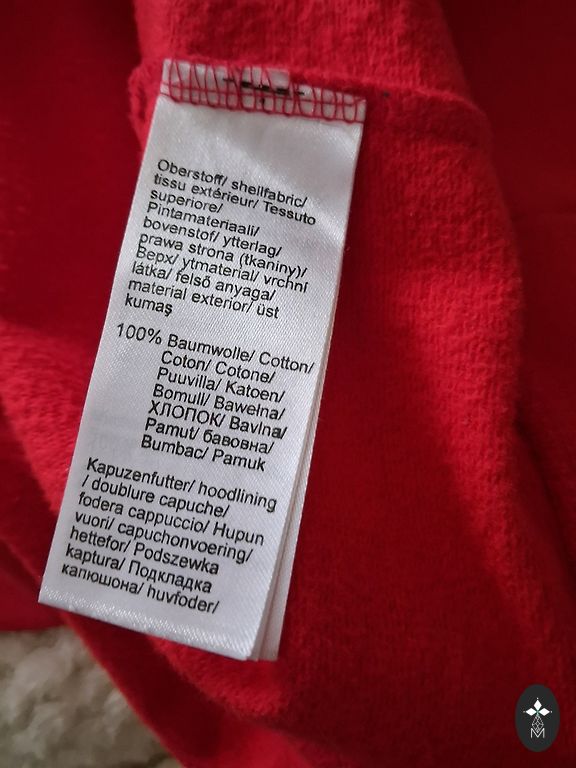 Oberstoff/ shellfabric/
tissu extérieur/ Tessuto
superiore/
Pintamateriaali/
bovenstof/ ytterlag/
prawa strona (tkaniny)/
Верх/ ytmaterial/ vrchní
látka/ felső anyaga/
material exterior/ üst
kumaş
100% Baumwolle/ Cotton/
Coton/ Cotone/
Puuvilla/ Katoen/
Bomull/ Bawełna/
ХЛОПОК/ Bavlna/
Pamut/ бавовна/
Bumbac/ Pamuk
Kapuzenfutter/ hoodlining
/ doublure capuche/
fodera cappuccio/ Hupun
vuori/ capuchonvoering/
hettefor/ Podszewka
kaptura/ Подкладка
капюшона/ huvfoder/
M